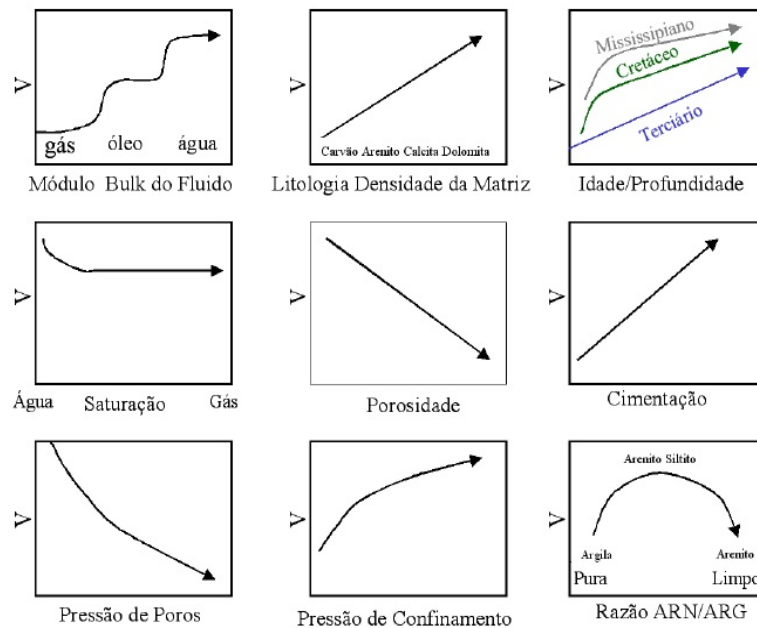 V
gás óleo água
Módulo Bulk do Fluido
V
Carvão Arenito Calcita Dolomita
Litologia Densidade da Matriz
V
Mississipiano
Cretáceo
Terciário
Idade/Profundidade
V
Água Saturação Gás
V
Porosidade
V
Cimentação
V
Pressão de Poros
V
Pressão de Confinamento
V
Arenito Siltito
Argila Arenito
Pura Limpo
Razão ARN/ARG